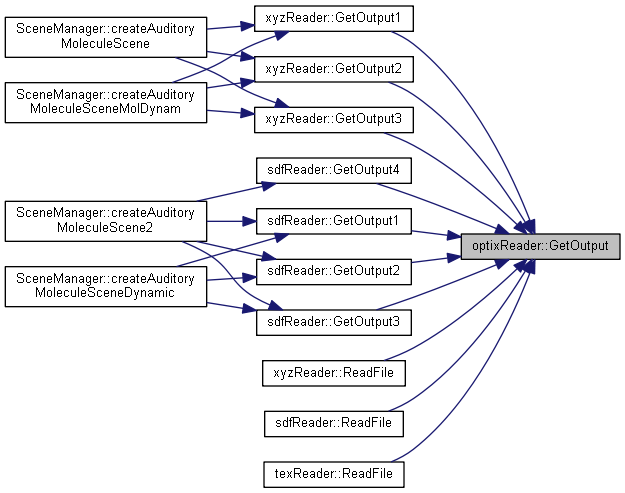 SceneManager::createAuditory
MoleculeScene
SceneManager::createAuditory
MoleculeSceneMolDynam
SceneManager::createAuditory
MoleculeScene2
SceneManager::createAuditory
MoleculeSceneDynamic
xyzReader::GetOutput1
xyzReader::GetOutput2
xyzReader::GetOutput3
sdfReader::GetOutput4
sdfReader::GetOutput1
sdfReader::GetOutput2
sdfReader::GetOutput3
xyzReader::ReadFile
sdfReader::ReadFile
texReader::ReadFile
optixReader::GetOutput